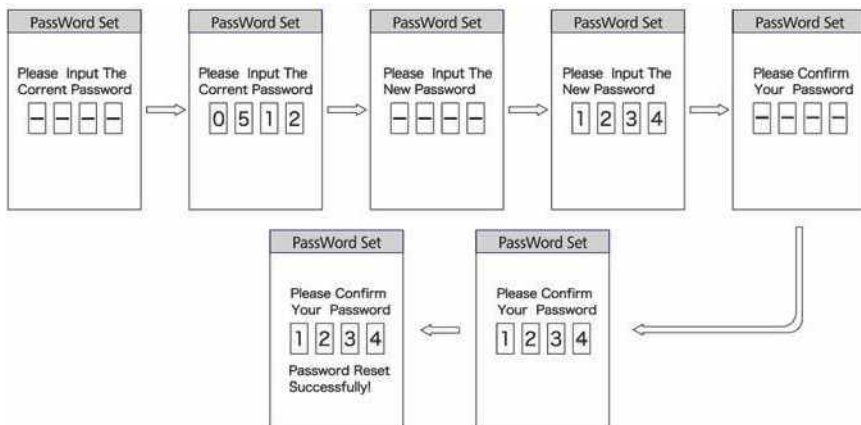 PassWord Set
Please Input The
Corrent Password
- - - -
PassWord Set
Please Input The
Corrent Password
0 5 1 2
PassWord Set
Please Input The
New Password
- - - -
PassWord Set
Please Input The
New Password
1 2 3 4
PassWord Set
Please Confirm
Your Password
- - - -
PassWord Set
Please Confirm
Your Password
1 2 3 4
PassWord Set
Please Confirm
Your Password
1 2 3 4
Password Reset
Successfully!